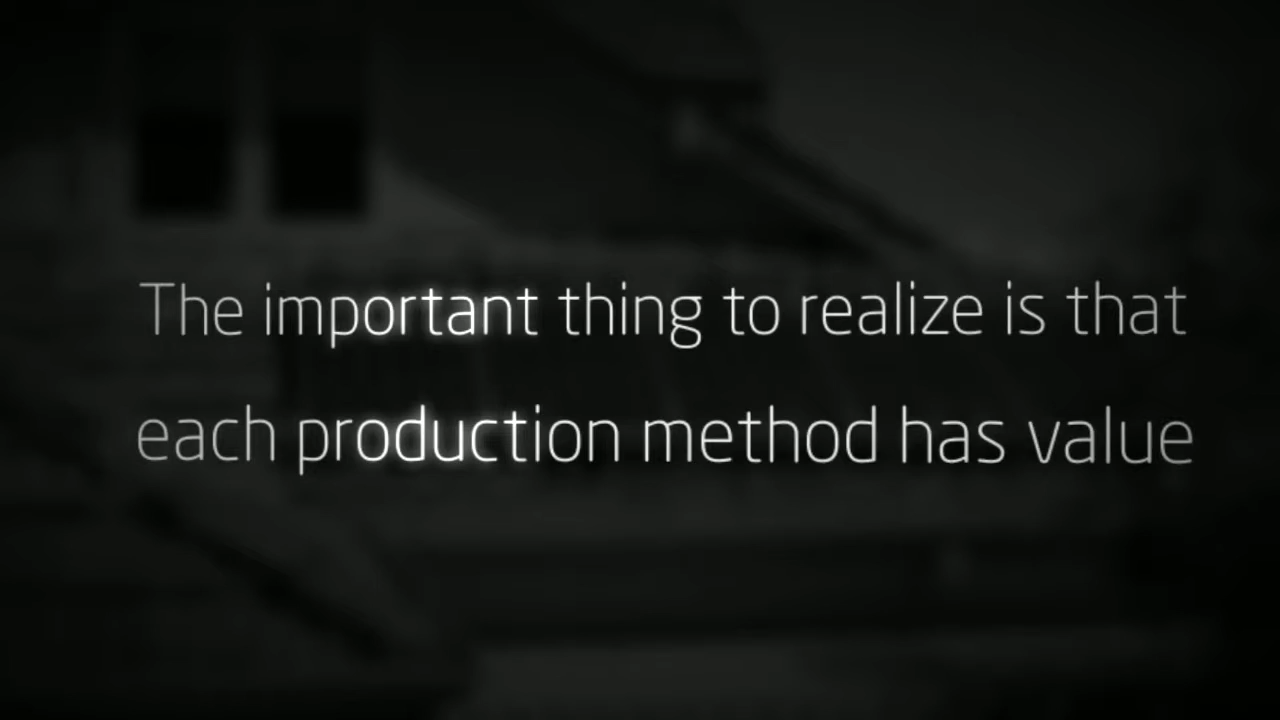 The important thing to realize is that
each production method has value